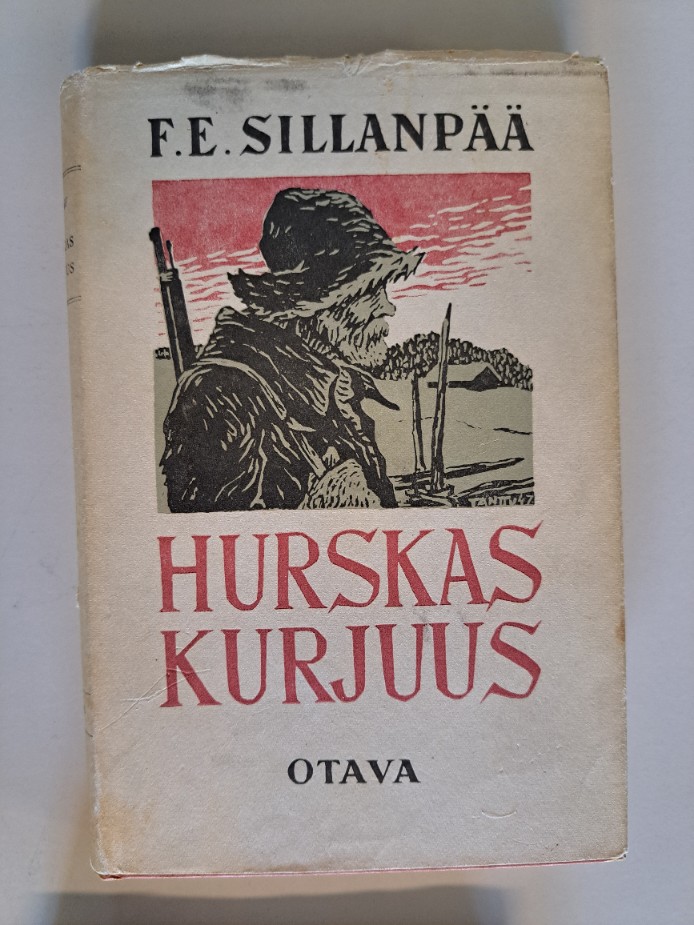 F.E. SILLANPÄÄ
HURSKAS
KURJUUS
OTAVA